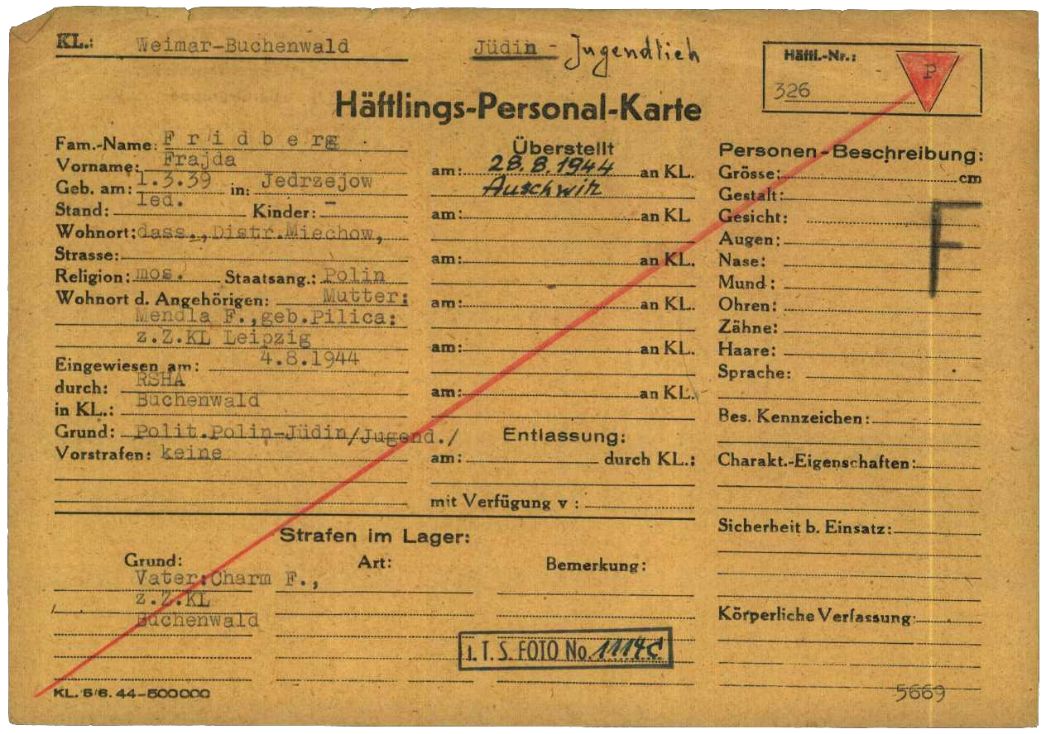 KL.: Weimar-Buchenwald
Jüdin - Jugendlich
Häftl.-Nr.:
326
P
Häftlings-Personal-Karte
Fam.-Name: Fridberg
Vorname: Frajda
Geb. am: 1.3.39 in: Jedrzejow
Stand: led. Kinder: -
Wohnort: dass., Distr.Miechow,
Strasse:
Religion: mos. Staatsang.: Polin
Wohnort d. Angehörigen: Mutter:
Mendla F., geb.Pilica:
z.Z.KL Leipzig
Eingewiesen am: 4.8.1944
durch: RSHA
in KL.: Buchenwald
Grund: Polit.Polin-Jüdin/Jugend./
Vorstrafen: keine
Überstellt
am: 28.8.1944 an KL.
Auschwitz
am: an KL
am: an KL.
am: an KL.
am: an KL.
am: an KL.
Entlassung:
am: durch KL.:
mit Verfügung v :
Personen-Beschreibung:
Grösse: cm
Gestalt:
Gesicht:
Augen:
Nase:
Mund:
Ohren:
Zähne:
Haare:
Sprache:
F
Bes. Kennzeichen:
Charakt.-Eigenschaften:
Sicherheit b. Einsatz:
Körperliche Verfassung:
Strafen im Lager:
Grund: Art: Bemerkung:
Vater:Charm F.,
z.Z.KL
Buchenwald
I.T.S. FOTO No. 11114C
KL. 5/6. 44-500000
5669